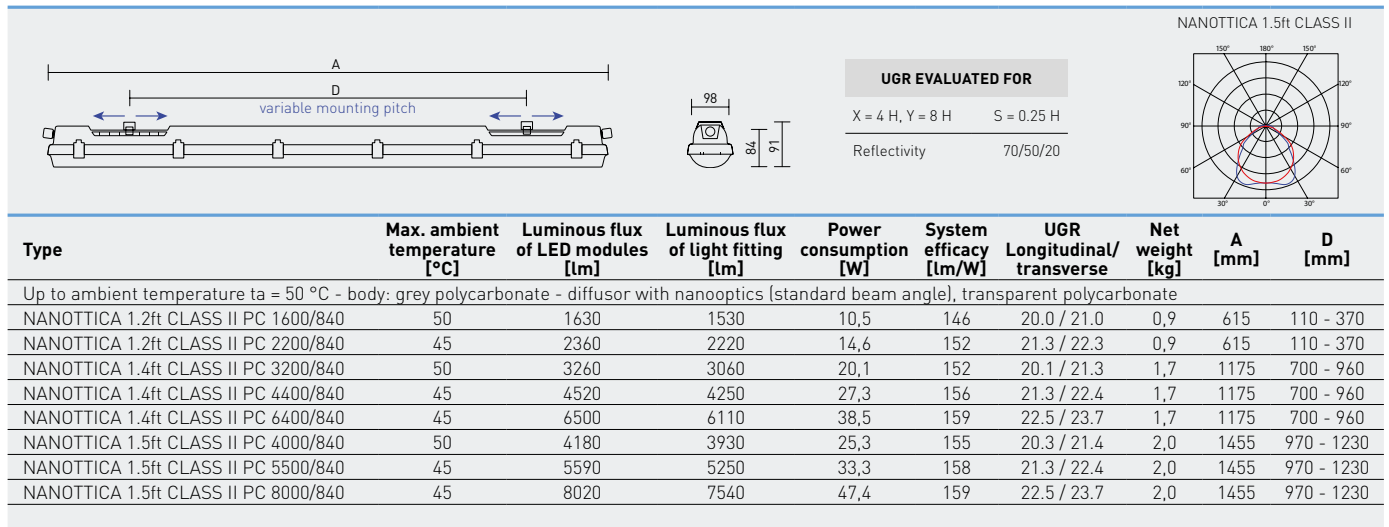 NANOTTICA 1.5ft CLASS II
A
D
variable mounting pitch
98
84
91
UGR EVALUATED FOR
X = 4 H, Y = 8 H S = 0.25 H
Reflectivity 70/50/20
150° 180° 150°
120° 120°
90° 90°
60° 60°
30° 0° 30°
Type Max. ambient temperature [°C] Luminous flux of LED modules [lm] Luminous flux of light fitting [lm] Power consumption [W] System efficacy [lm/W] UGR Longitudinal/ transverse Net weight [kg] A [mm] D [mm]
Up to ambient temperature ta = 50 °C - body: grey polycarbonate - diffusor with nanooptics (standard beam angle), transparent polycarbonate
NANOTTICA 1.2ft CLASS II PC 1600/840 50 1630 1530 10,5 146 20.0 / 21.0 0,9 615 110 - 370
NANOTTICA 1.2ft CLASS II PC 2200/840 45 2360 2220 14,6 152 21.3 / 22.3 0,9 615 110 - 370
NANOTTICA 1.4ft CLASS II PC 3200/840 50 3260 3060 20,1 152 20.1 / 21.3 1,7 1175 700 - 960
NANOTTICA 1.4ft CLASS II PC 4400/840 45 4520 4250 27,3 156 21.3 / 22.4 1,7 1175 700 - 960
NANOTTICA 1.4ft CLASS II PC 6400/840 45 6500 6110 38,5 159 22.5 / 23.7 1,7 1175 700 - 960
NANOTTICA 1.5ft CLASS II PC 4000/840 50 4180 3930 25,3 155 20.3 / 21.4 2,0 1455 970 - 1230
NANOTTICA 1.5ft CLASS II PC 5500/840 45 5590 5250 33,3 158 21.3 / 22.4 2,0 1455 970 - 1230
NANOTTICA 1.5ft CLASS II PC 8000/840 45 8020 7540 47,4 159 22.5 / 23.7 2,0 1455 970 - 1230